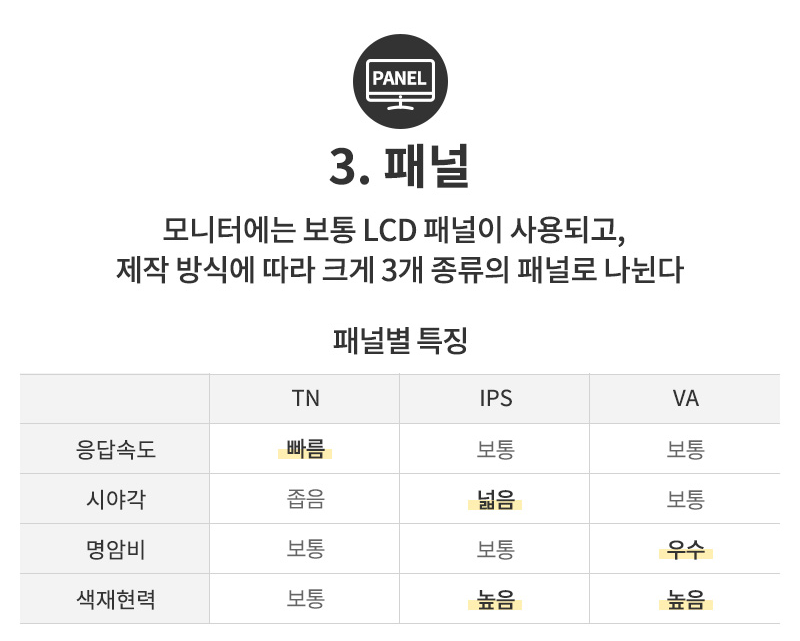 PANEL
3. 패널
모니터에는 보통 LCD 패널이 사용되고,
제작 방식에 따라 크게 3개 종류의 패널로 나뉜다
패널별 특징
TN IPS VA
응답속도 빠름 보통 보통
시야각 좁음 넓음 보통
명암비 보통 보통 우수
색재현력 보통 높음 높음